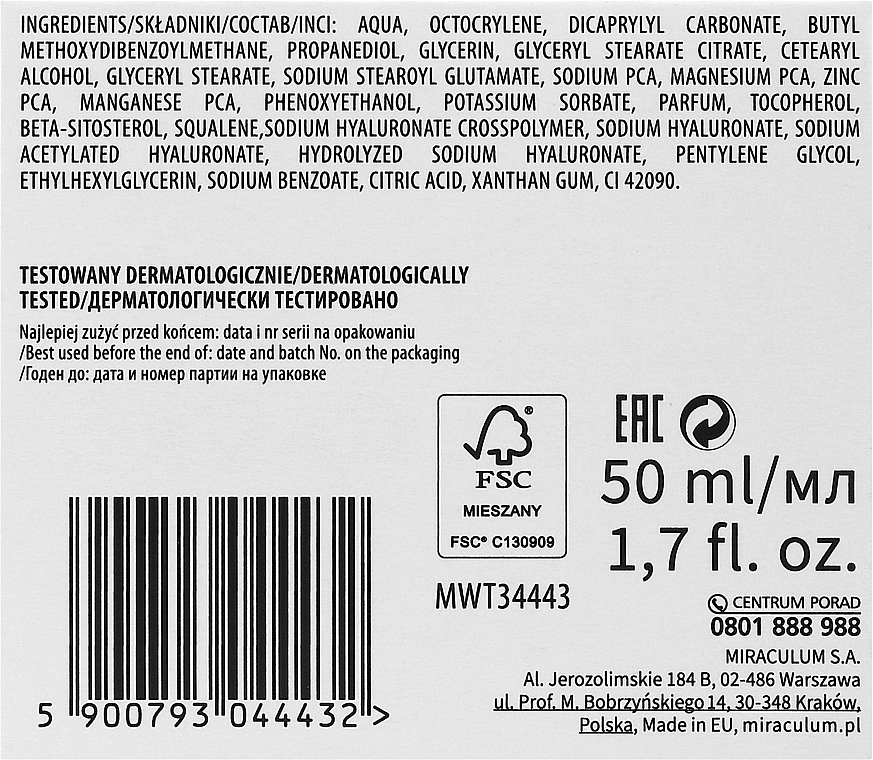 INGREDIENTS/SKŁADNIKI/СОСТАВ/INCI: AQUA, OCTOCRYLENE, DICAPRYLYL CARBONATE, BUTYL
METHOXYDIBENZOYLMETHANE, PROPANEDIOL, GLYCERIN, GLYCERYL STEARATE CITRATE, CETEARYL
ALCOHOL, GLYCERYL STEARATE, SODIUM STEAROYL GLUTAMATE, SODIUM PCA, MAGNESIUM PCA, ZINC
PCA, MANGANESE PCA, PHENOXYETHANOL, POTASSIUM SORBATE, PARFUM, TOCOPHEROL,
BETA-SITOSTEROL, SQUALENE,SODIUM HYALURONATE CROSSPOLYMER, SODIUM HYALURONATE, SODIUM
ACETYLATED HYALURONATE, HYDROLYZED SODIUM HYALURONATE, PENTYLENE GLYCOL,
ETHYLHEXYLGLYCERIN, SODIUM BENZOATE, CITRIC ACID, XANTHAN GUM, CI 42090.
TESTOWANY DERMATOLOGICZNIE/DERMATOLOGICALLY
TESTED/ДЕРМАТОЛОГИЧЕСКИ ТЕСТИРОВАНО
Najlepiej zużyć przed końcem: data i nr serii na opakowaniu
/Best used before the end of: date and batch No. on the packaging
/Годен до: дата и номер партии на упаковке
®
FSC
MIESZANY
FSC® C130909
MWT34443
EAC
50 ml/мл
1,7 fl. oz.
CENTRUM PORAD
0801 888 988
MIRACULUM S.A.
Al. Jerozolimskie 184 B, 02-486 Warszawa
ul. Prof. M. Bobrzyńskiego 14, 30-348 Kraków,
Polska, Made in EU, miraculum.pl
5 900793 044432 >